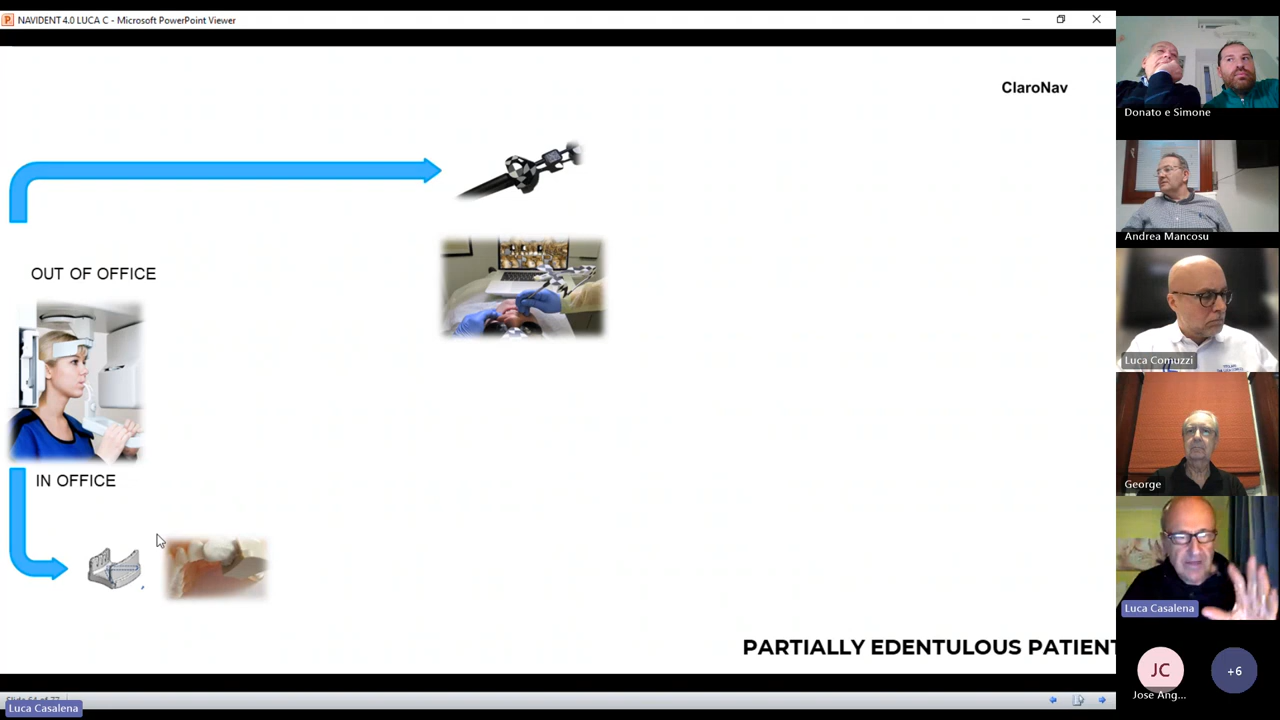 NAVIDENT 4.0 LUCA C - Microsoft PowerPoint Viewer
ClaroNav
OUT OF OFFICE
IN OFFICE
PARTIALLY EDENTULOUS PATIENT
Luca Casalena
Donato e Simone
Andrea Mancosu
Luca Comuzzi
George
Luca Casalena
JC
Jose Ang...
+6